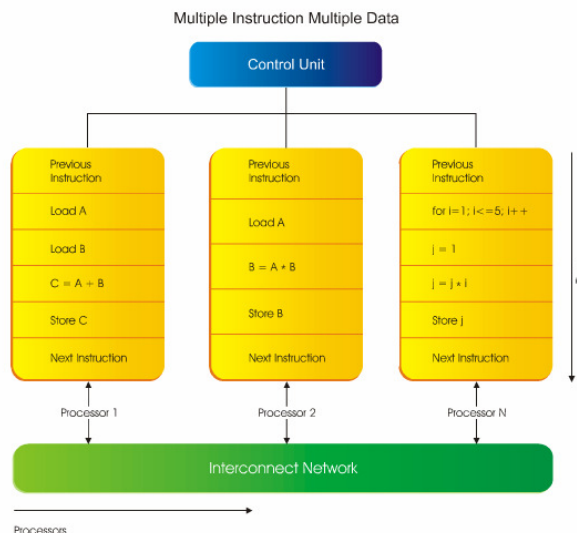 Multiple Instruction Multiple Data
Control Unit
Previous
Instruction
Load A
Load B
C = A + B
Store C
Next Instruction
Previous
Instruction
Load A
B = A * B
Store B
Next Instruction
Previous
Instruction
for i=1; i<=5; i++
j = 1
j = j * i
Store j
Next Instruction
Processor 1
Processor 2
Processor N
Interconnect Network
Processors